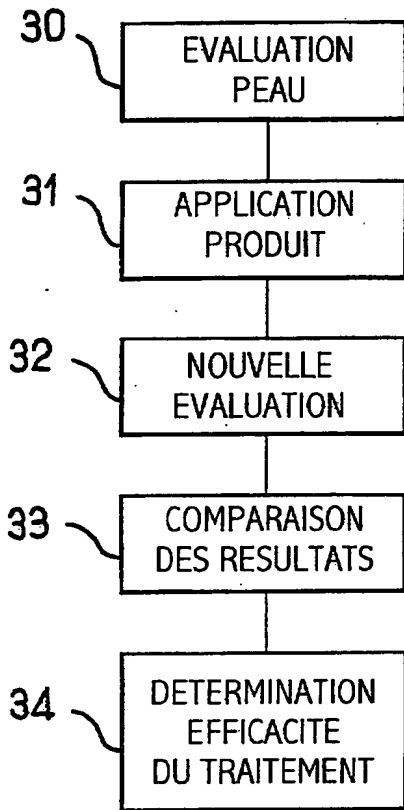 30
EVALUATION
PEAU
31
APPLICATION
PRODUIT
32
NOUVELLE
EVALUATION
33
COMPARAISON
DES RESULTATS
34
DETERMINATION
EFFICACITE
DU TRAITEMENT